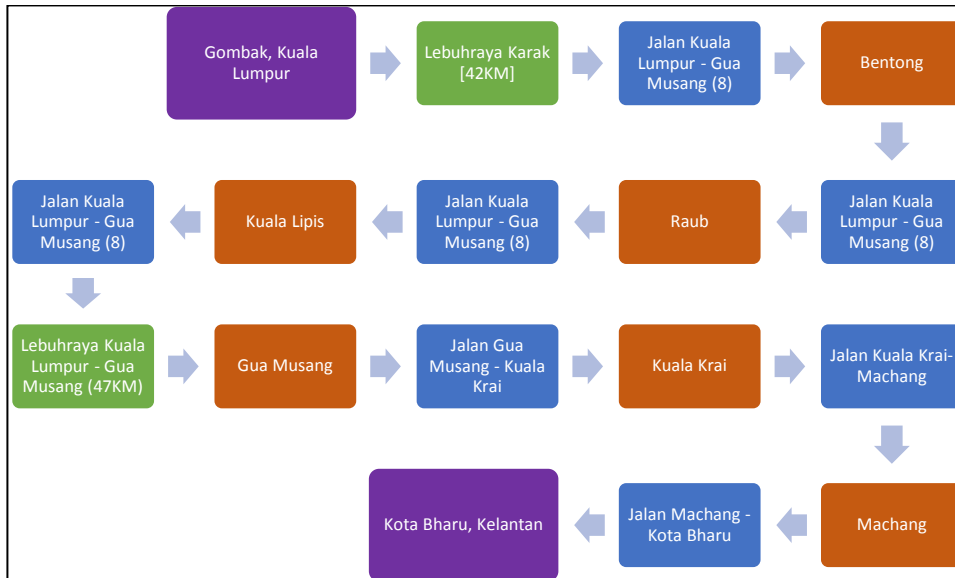 Gombak, Kuala
Lumpur
Lebuhraya Karak
[42KM]
Jalan Kuala
Lumpur - Gua
Musang (8)
Bentong
Jalan Kuala
Lumpur - Gua
Musang (8)
Raub
Jalan Kuala
Lumpur - Gua
Musang (8)
Kuala Lipis
Jalan Kuala
Lumpur - Gua
Musang (8)
Lebuhraya Kuala
Lumpur - Gua
Musang (47KM)
Gua Musang
Jalan Gua
Musang - Kuala
Krai
Kuala Krai
Jalan Kuala Krai-
Machang
Machang
Jalan Machang -
Kota Bharu
Kota Bharu, Kelantan